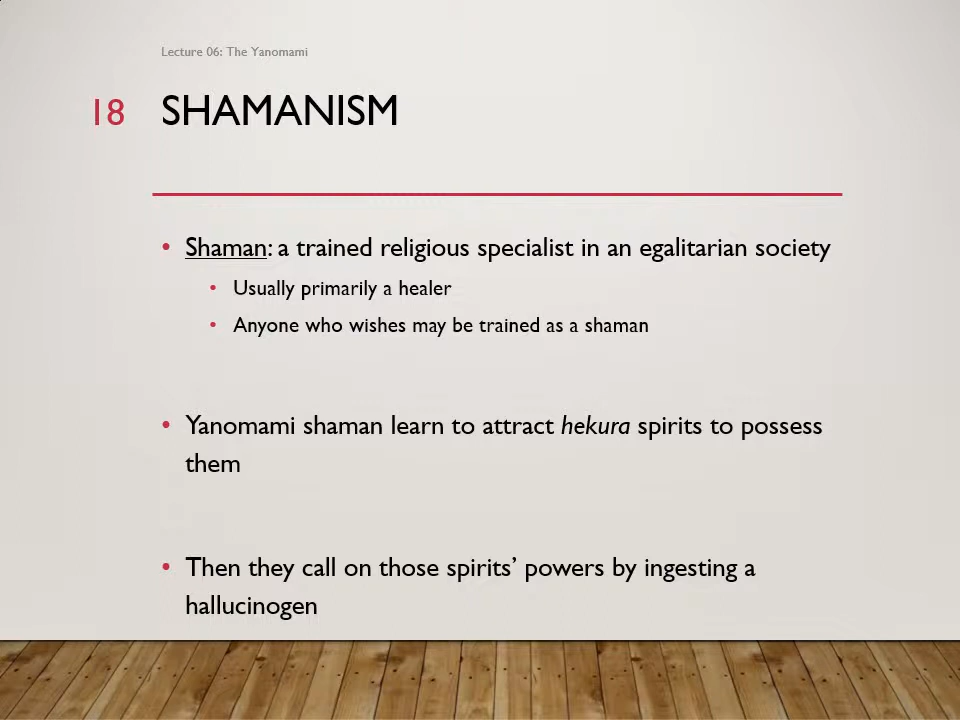 Lecture 06: The Yanomami
18 SHAMANISM
• Shaman: a trained religious specialist in an egalitarian society
• Usually primarily a healer
• Anyone who wishes may be trained as a shaman
• Yanomami shaman learn to attract hekura spirits to possess
them
• Then they call on those spirits’ powers by ingesting a
hallucinogen